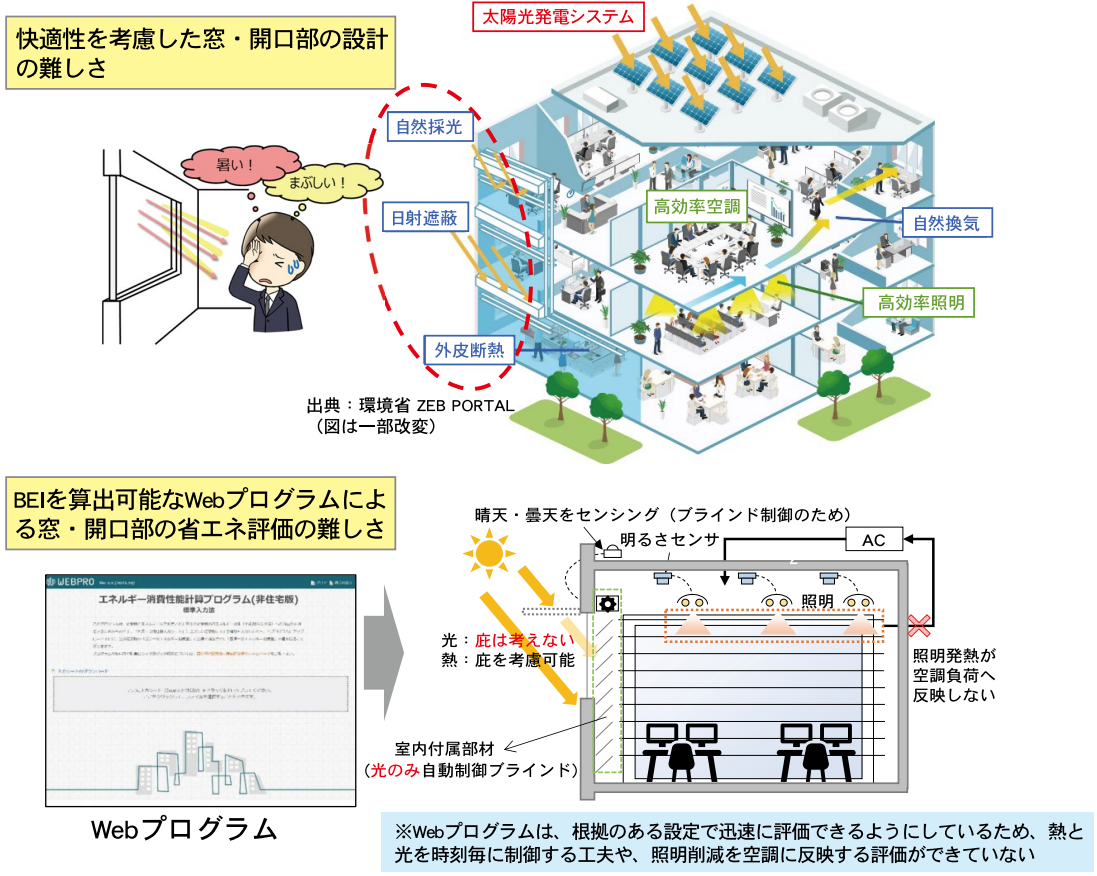 快適性を考慮した窓・開口部の設計
の難しさ
太陽光発電システム
自然採光
暑い！
まぶしい！
日射遮蔽
高効率空調
自然換気
高効率照明
外皮断熱
出典：環境省 ZEB PORTAL
（図は一部改変）
BEIを算出可能なWebプログラムによ
る窓・開口部の省エネ評価の難しさ
WEBPRO
エネルギー消費性能計算プログラム(非住宅版)
標準入力法
Webプログラム
晴天・曇天をセンシング（ブラインド制御のため）
明るさセンサ
AC
照明
光：庇は考えない
熱：庇を考慮可能
照明発熱が
空調負荷へ
反映しない
室内付属部材
(光のみ自動制御ブラインド)
※Webプログラムは、根拠のある設定で迅速に評価できるようにしているため、熱と
光を時刻毎に制御する工夫や、照明削減を空調に反映する評価ができていない